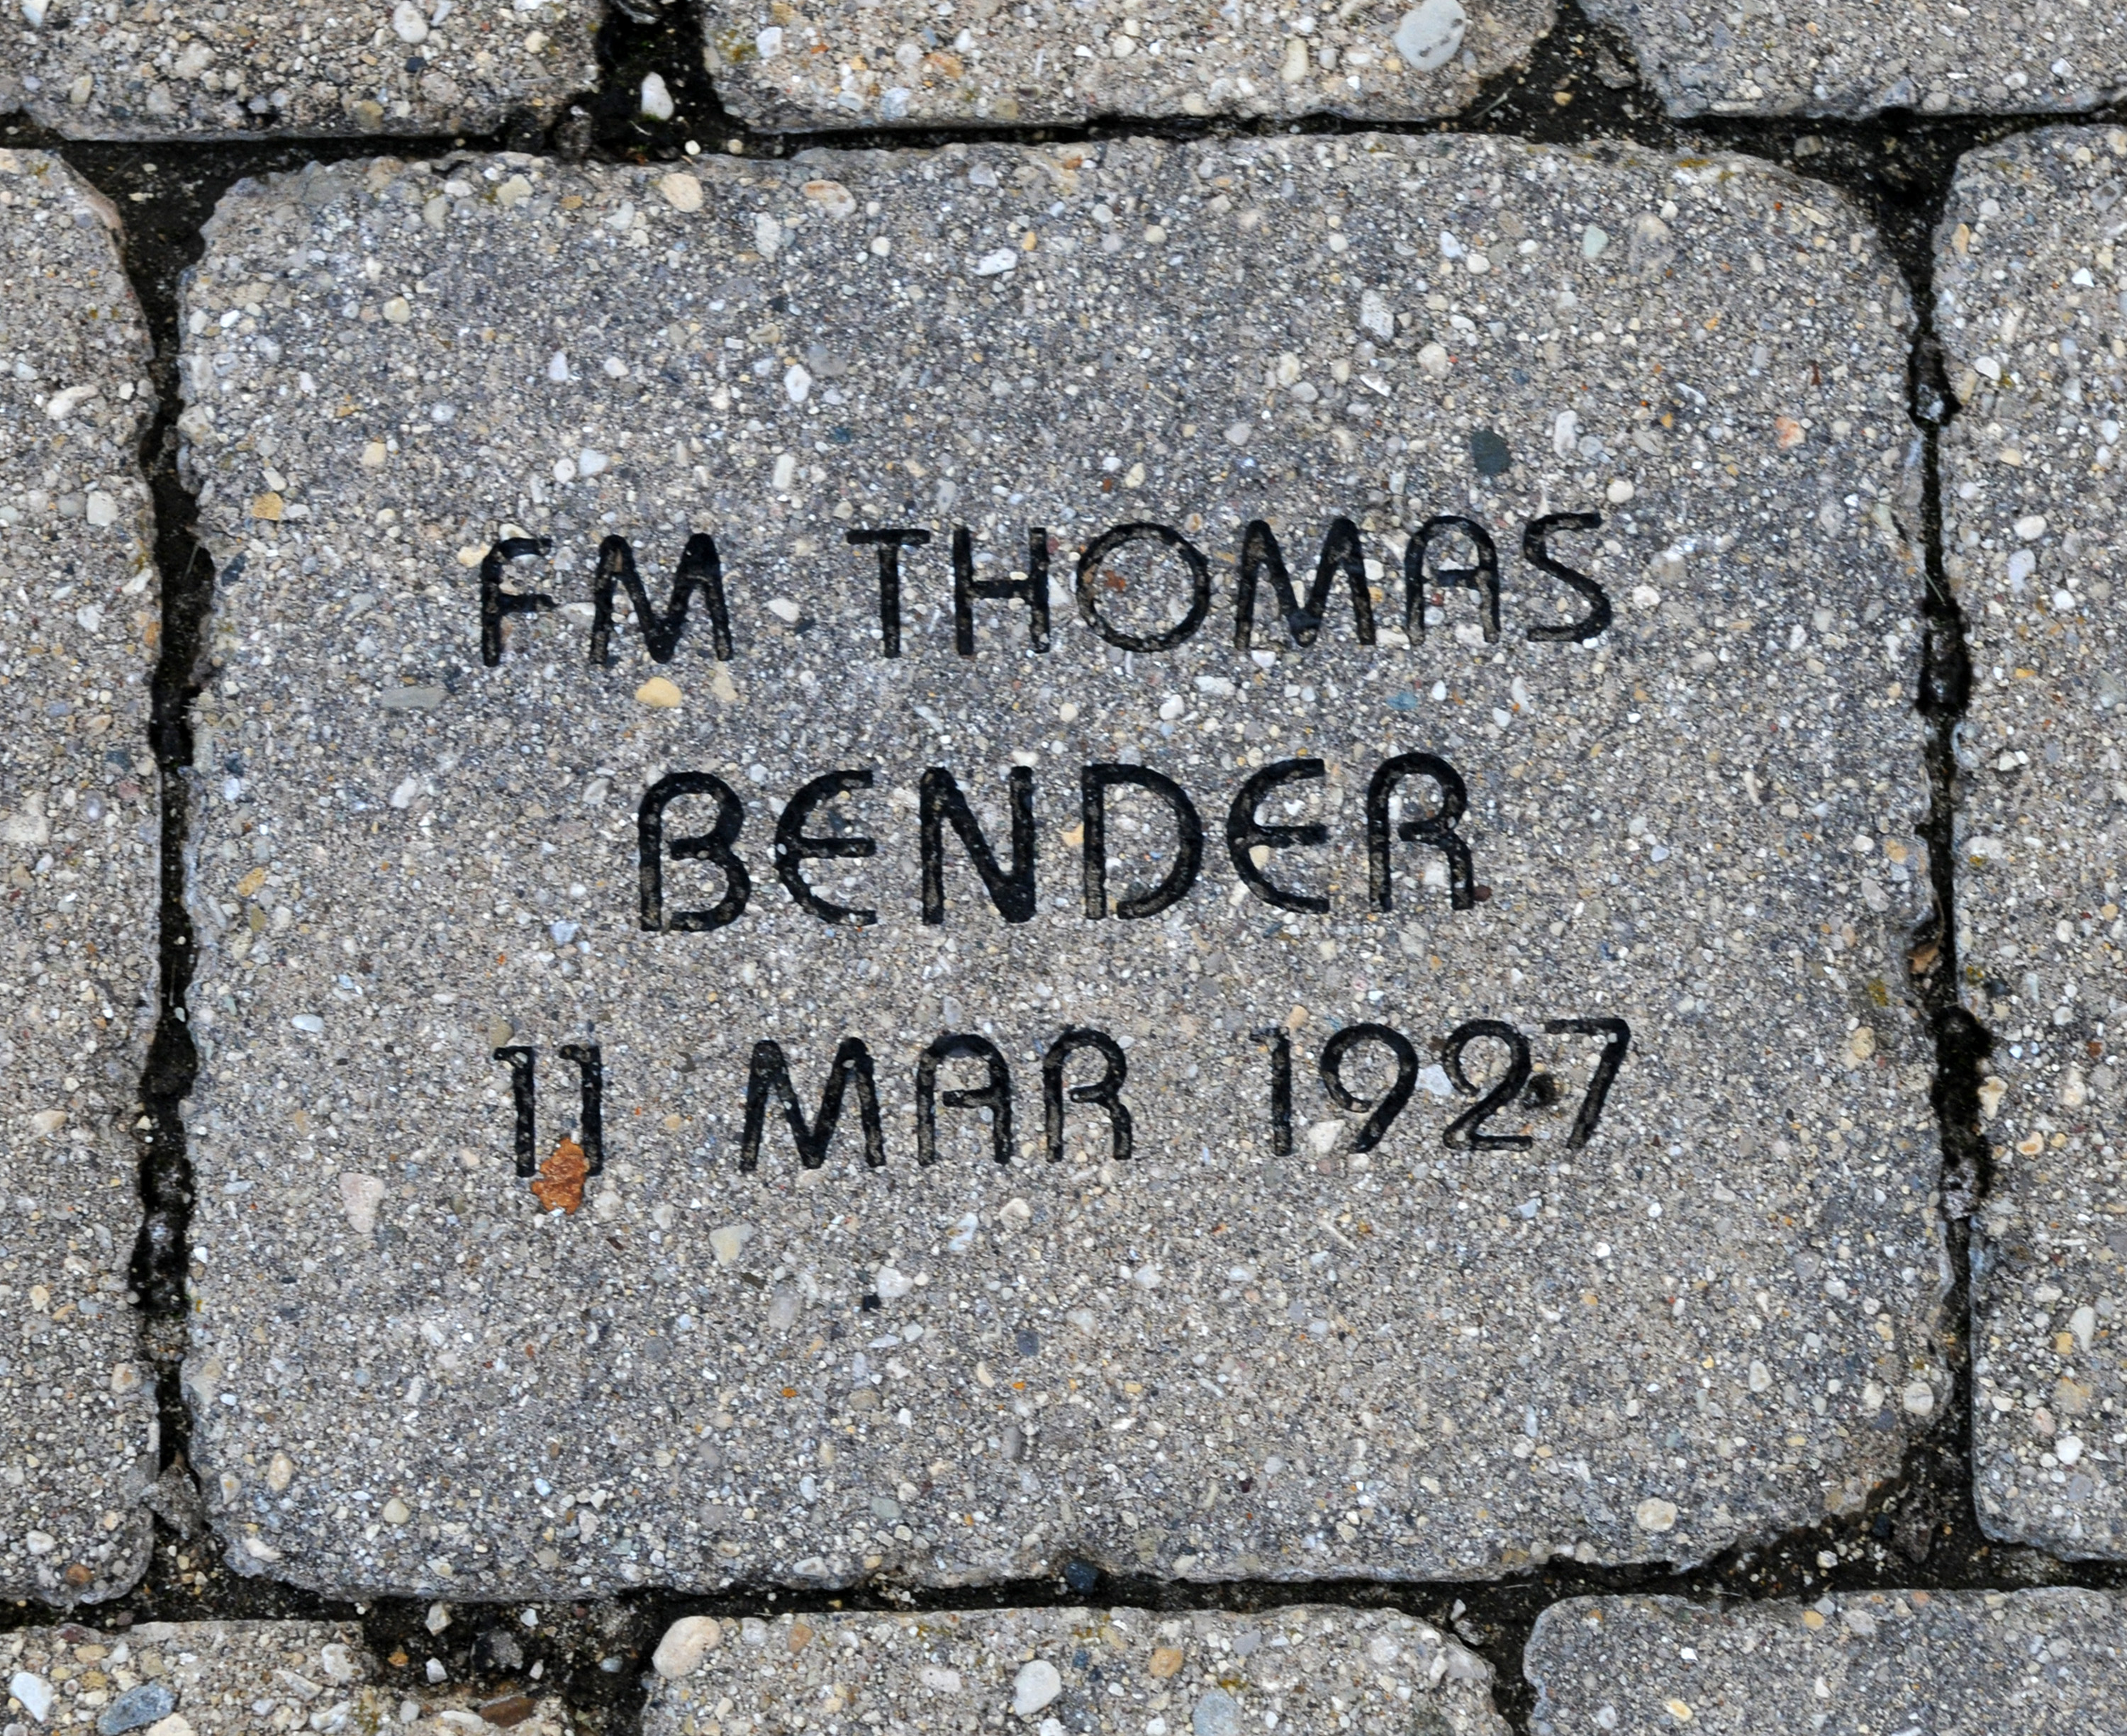 FM THOMAS
BENDER
11 MAR 1927